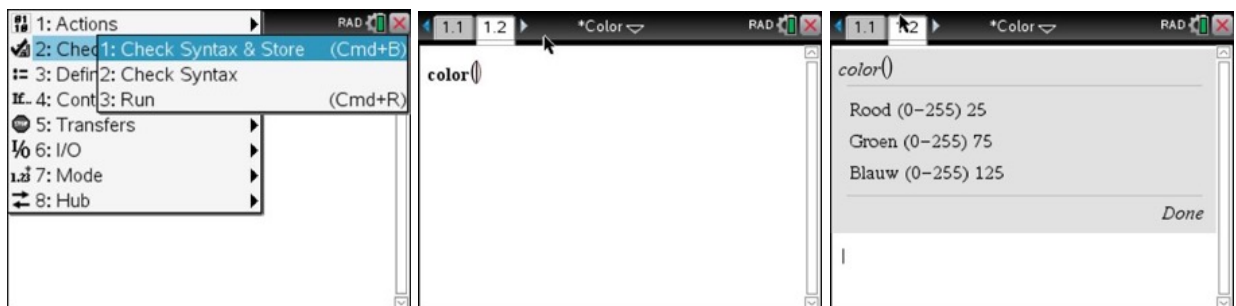 1: Actions
RAD
2: Chec
1: Check Syntax & Store (Cmd+B)
3: Defin
2: Check Syntax
If.. 4: Cont
3: Run (Cmd+R)
5: Transfers
I/O 6: I/O
7: Mode
8: Hub
1.1 1.2 *Color RAD
color()
1.1 1.2 *Color RAD
color()
Rood (0−255) 25
Groen (0−255) 75
Blauw (0−255) 125
Done